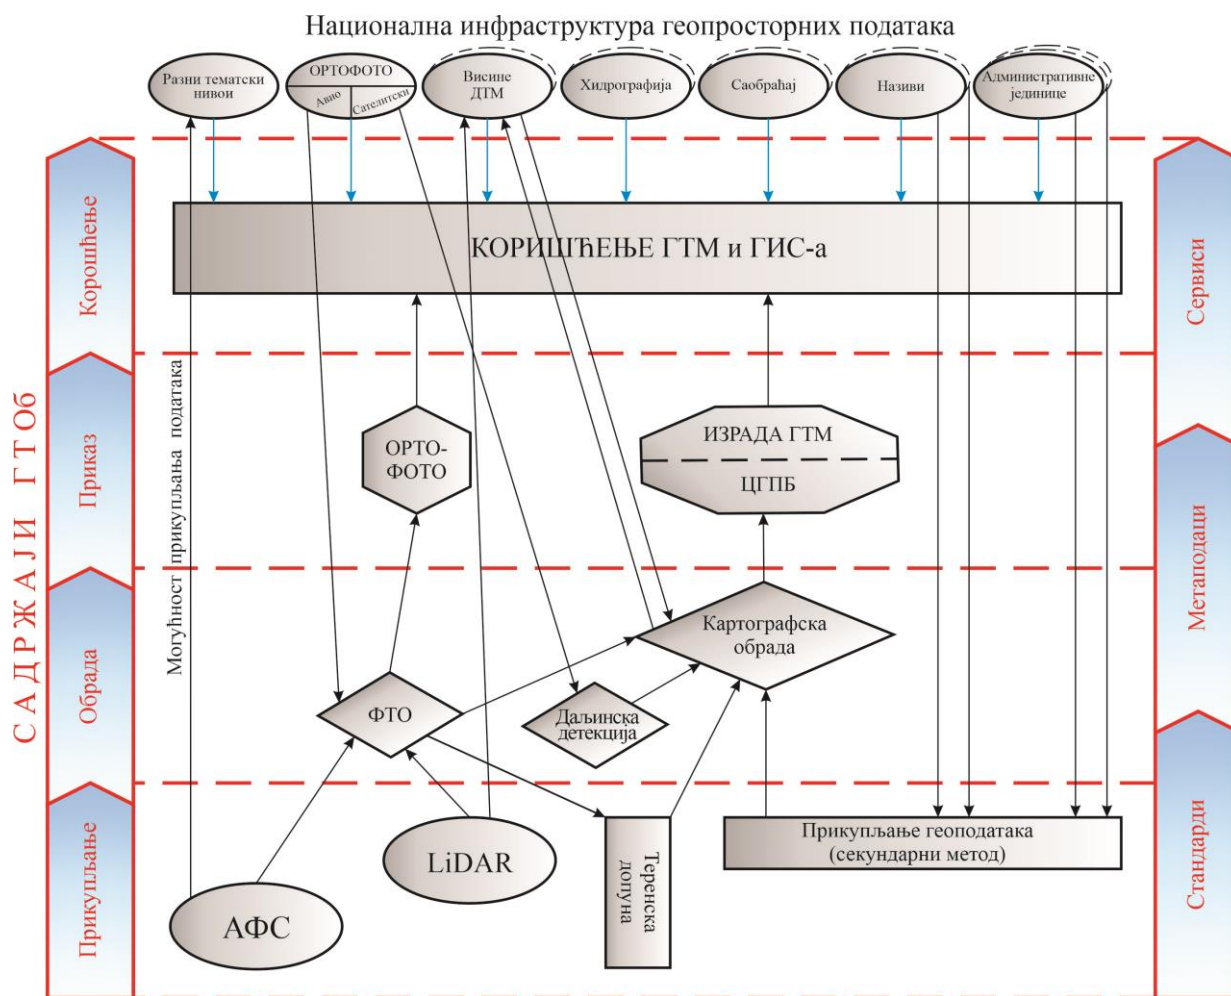 Национална инфраструктура геопросторних података
Разни тематски
нивои
ОРТОФОТО
Авио
Сателитски
Висине
ДТМ
Хидрографија
Саобраћај
Називи
Административне
јединице
КОРИШЋЕЊЕ ГТМ и ГИС-а
САДРЖАЈИ ГТОб
Корошћење
Приказ
Обрада
Прикупљање
Могућност прикупљања података
ОРТО-
ФОТО
ИЗРАДА ГТМ
ЦГПБ
Картографска
обрада
ФТО
Даљинска
детекција
LiDAR
АФС
Теренска
допуна
Прикупљање геоподатака
(секундарни метод)
Сервиси
Метаподаци
Стандарди